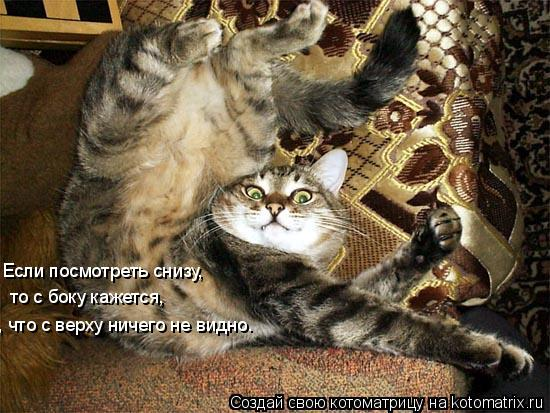 Если посмотреть снизу,
то с боку кажется,
, что с верху ничего не видно.
Создай свою котоматрицу на kotomatrix.ru